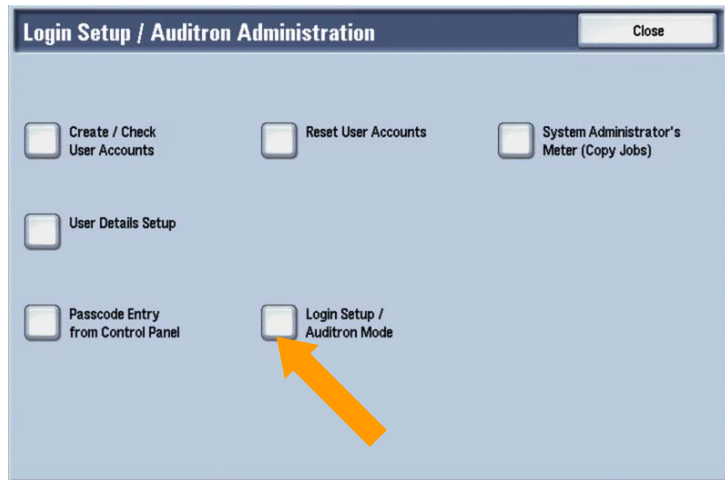 Login Setup / Auditron Administration
Close
Create / Check
User Accounts
Reset User Accounts
System Administrator's
Meter (Copy Jobs)
User Details Setup
Passcode Entry
from Control Panel
Login Setup /
Auditron Mode